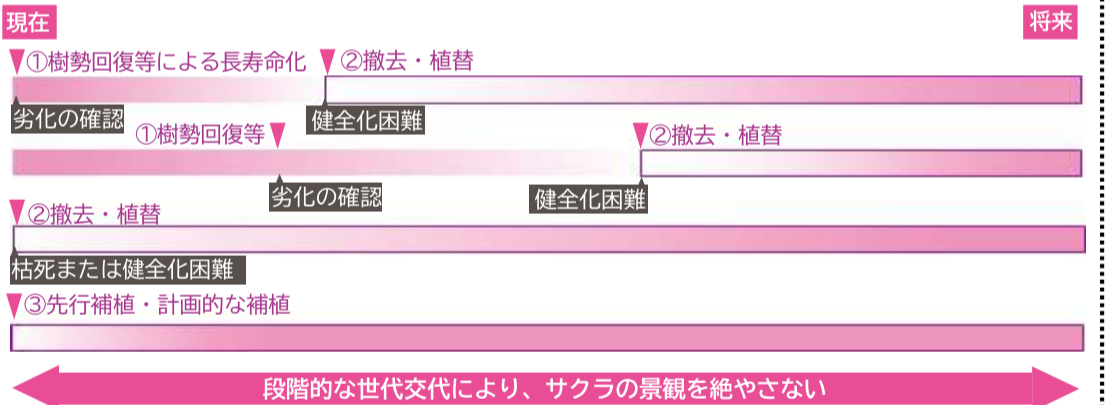 現在
将来
①樹勢回復等による長寿命化
②撤去・植替
劣化の確認
健全化困難
①樹勢回復等
②撤去・植替
劣化の確認
健全化困難
②撤去・植替
枯死または健全化困難
③先行補植・計画的な補植
段階的な世代交代により、サクラの景観を絶やさない